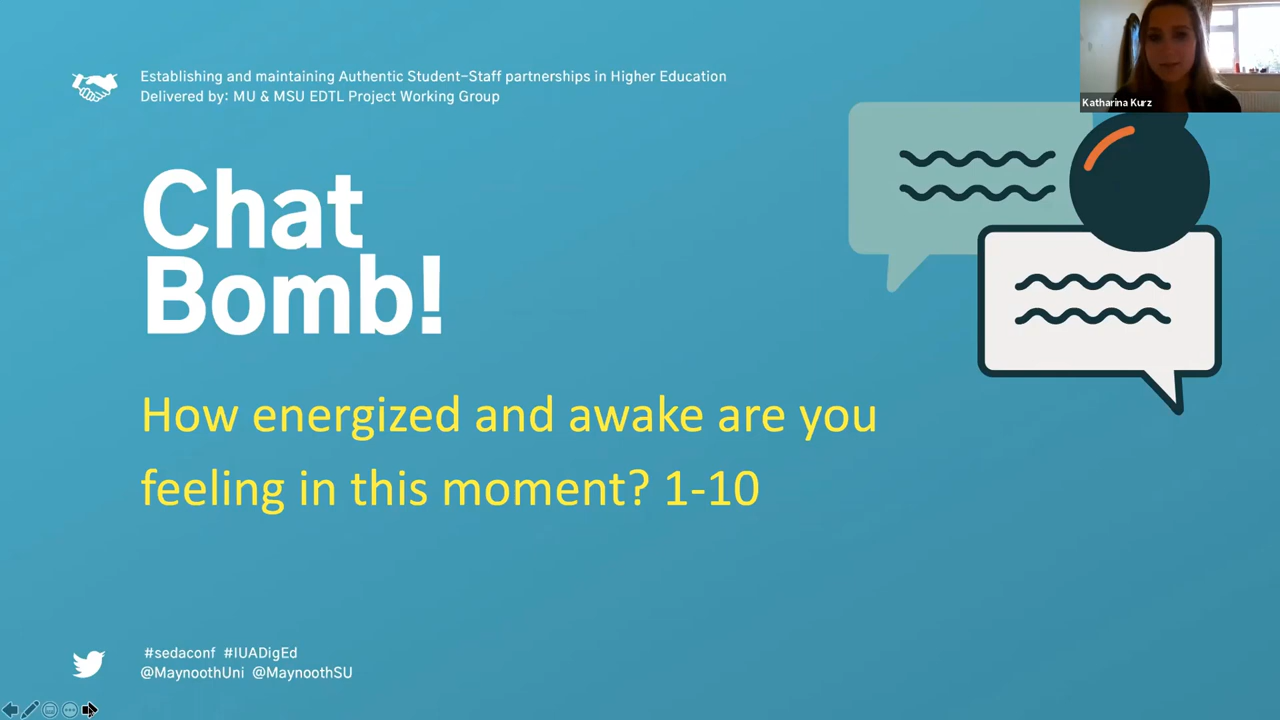 Establishing and maintaining Authentic Student-Staff partnerships in Higher Education
Delivered by: MU & MSU EDTL Project Working Group
Katharina Kurz
Chat
Bomb!
How energized and awake are you
feeling in this moment? 1-10
#sedaconf #IUADigEd
@MaynoothUni @MaynoothSU